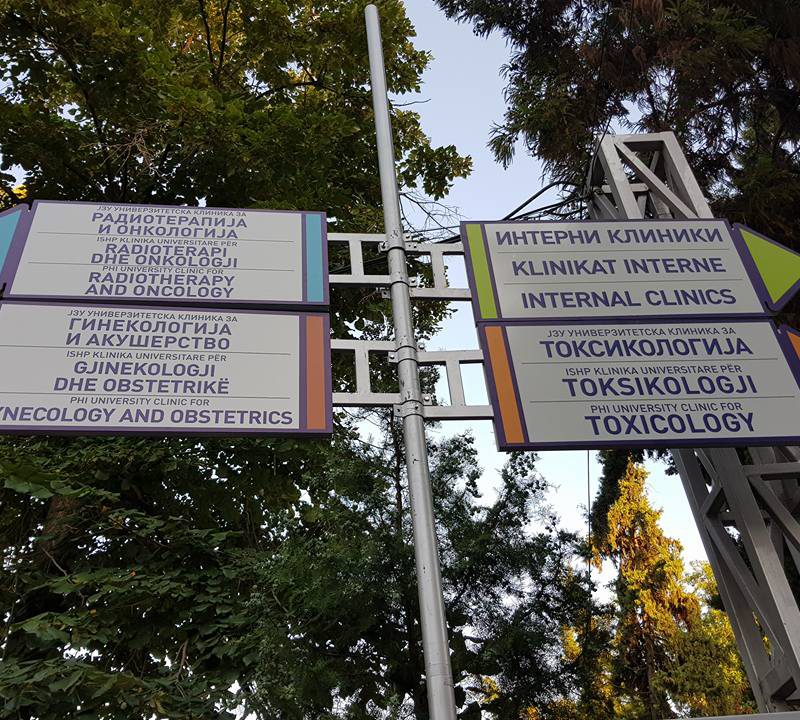 ЈЗУ УНИВЕРЗИТЕТСКА КЛИНИКА ЗА
РАДИОТЕРАПИЈА
И ОНКОЛОГИЈА
ISHP KLINIKA UNIVERSITARE PËR
RADIOTERAPI
DHE ONKOLOGJI
PHI UNIVERSITY CLINIC FOR
RADIOTHERAPY
AND ONCOLOGY
ЈЗУ УНИВЕРЗИТЕТСКА КЛИНИКА ЗА
ГИНЕКОЛОГИЈА
И АКУШЕРСТВО
ISHP KLINIKA UNIVERSITARE PËR
GJINEKOLOGJI
DHE OBSTETRIKË
PHI UNIVERSITY CLINIC FOR
YNECOLOGY AND OBSTETRICS
ИНТЕРНИ КЛИНИКИ
KLINIKAT INTERNE
INTERNAL CLINICS
ЈЗУ УНИВЕРЗИТЕТСКА КЛИНИКА ЗА
ТОКСИКОЛОГИЈА
ISHP KLINIKA UNIVERSITARE PËR
TOKSIKOLOGJI
PHI UNIVERSITY CLINIC FOR
TOXICOLOGY